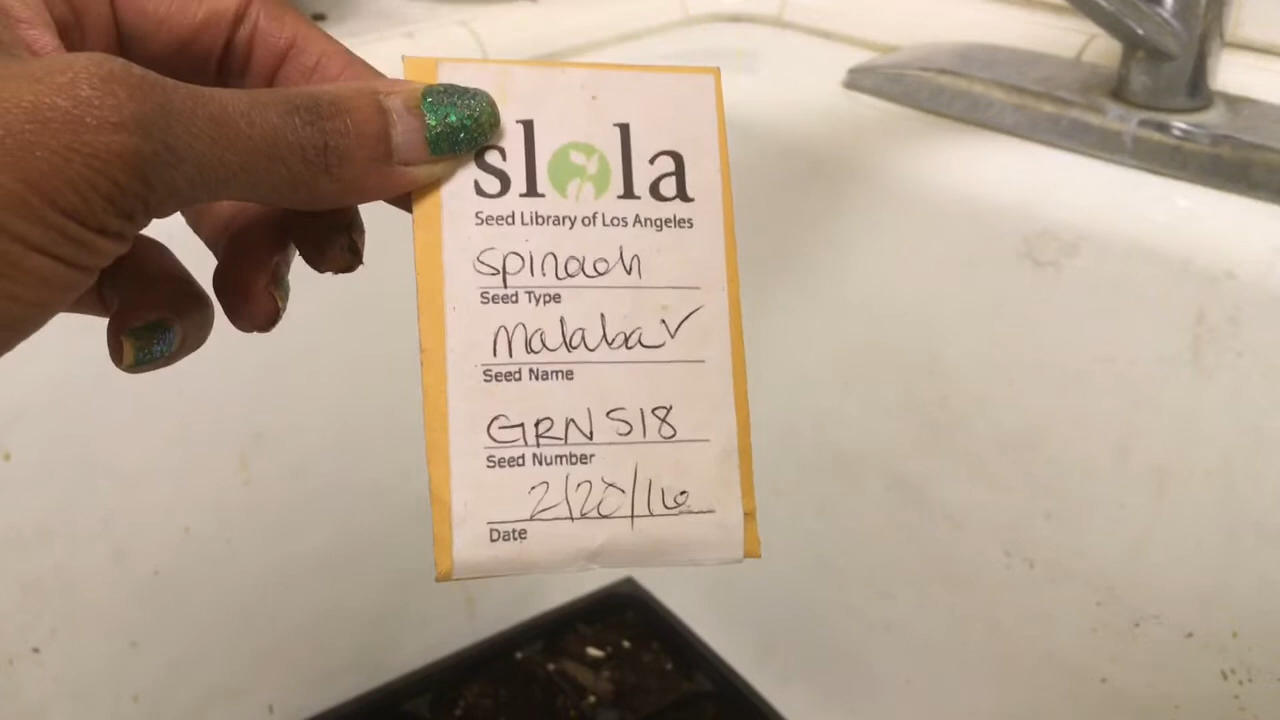 slola
Seed Library of Los Angeles
Spinach
Seed Type
Malabar
Seed Name
GRN 518
Seed Number
2/20/16
Date